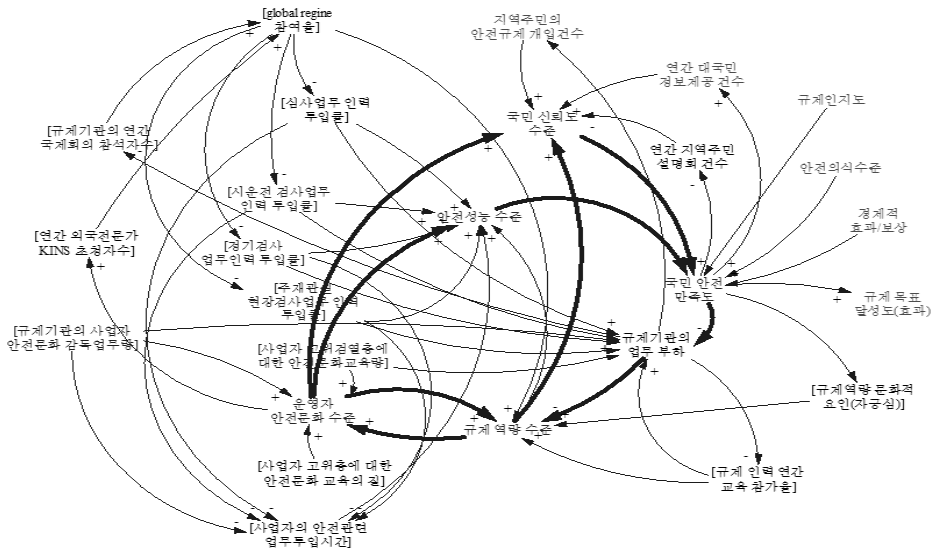 [global regine
참여율]
지역주민의
안전규제 개입건수
연간 대국민
정보제공 건수
[심사업무 인력
투입률]
규제인지도
국민 신뢰도
수준
[규제기관의 연간
국제회의 참석자수]
연간 지역주민
설명회 건수
안전의식수준
[시운전 검사업무
인력 투입률]
안전성능 수준
경제적
효과/보상
[연간 외국전문가
KINS 초청자수]
[정기검사
업무인력 투입률]
국민 안전
만족도
[주재관
현장검사업무 인력
투입률]
규제 목표
달성도(효과)
[규제기관의 사업자
안전문화 감독업무량]
규제기관의
업무 부하
[사업자 고위경영층에
대한 안전문화교육량]
[규제역량 문화적
요인(자긍심)]
운영자
안전문화 수준
규제 역량 수준
[사업자 고위층에 대한
안전문화 교육의 질]
[규제 인력 연간
교육 참가율]
[사업자의 안전관련
업무투입시간]